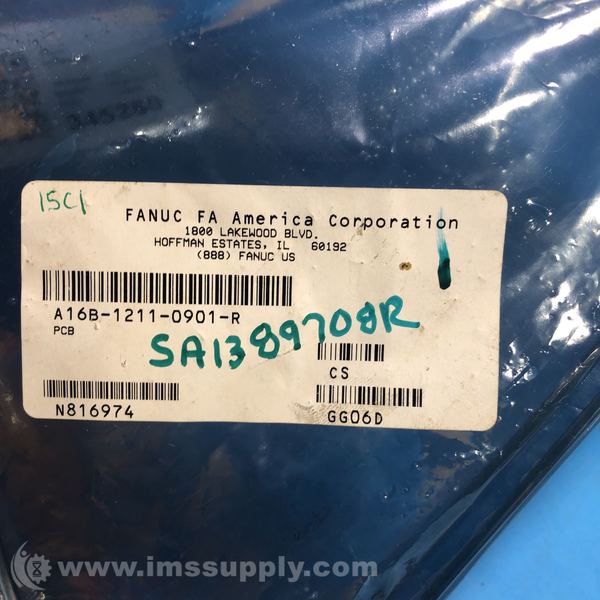 345260
15C1
FANUC FA America Corporation
1800 LAKEWOOD BLVD.
HOFFMAN ESTATES, IL 60192
(888) FANUC US
A16B-1211-0901-R
PCB
SA1389708R
CS
N816974
GG06D
www.imssupply.com